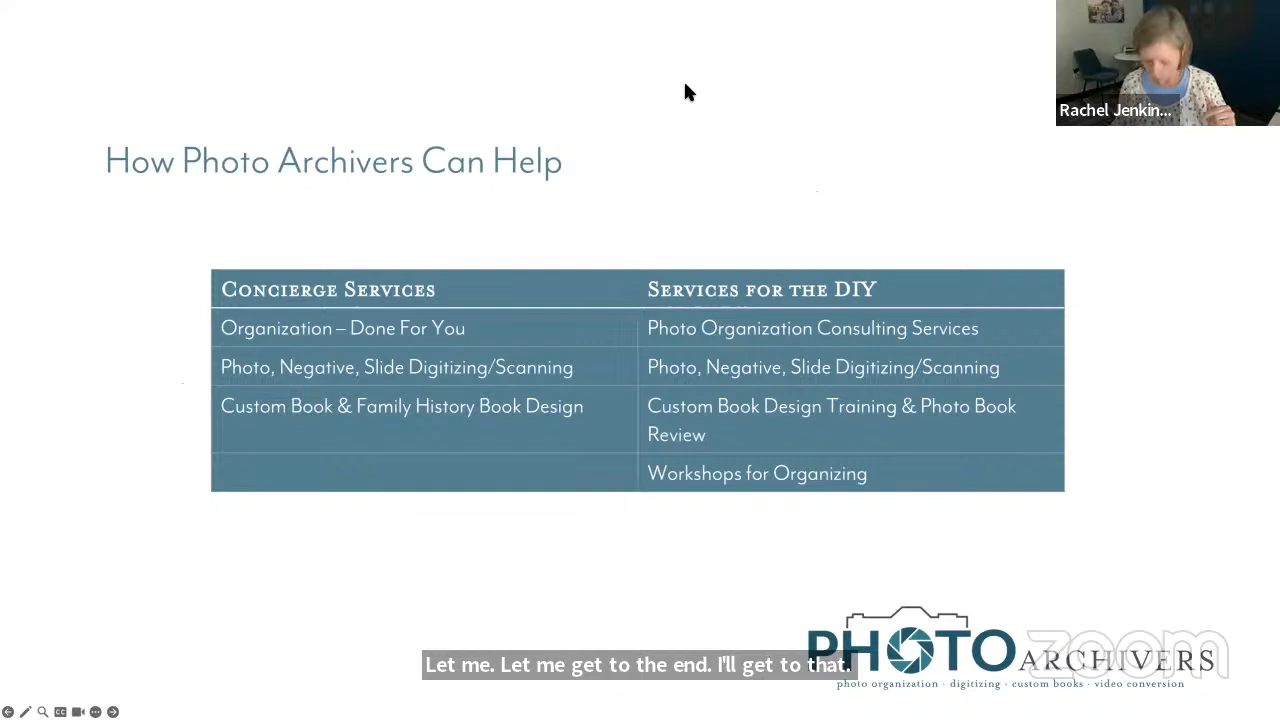 Rachel Jenkin...
How Photo Archivers Can Help
Concierge Services
Services for the DIY
Organization – Done For You
Photo Organization Consulting Services
Photo, Negative, Slide Digitizing/Scanning
Photo, Negative, Slide Digitizing/Scanning
Custom Book & Family History Book Design
Custom Book Design Training & Photo Book
Review
Workshops for Organizing
zoom
PHOTO ARCHIVERS
Let me. Let me get to the end. I'll get to that.
photo organization · digitizing · custom books · video conversion
CC